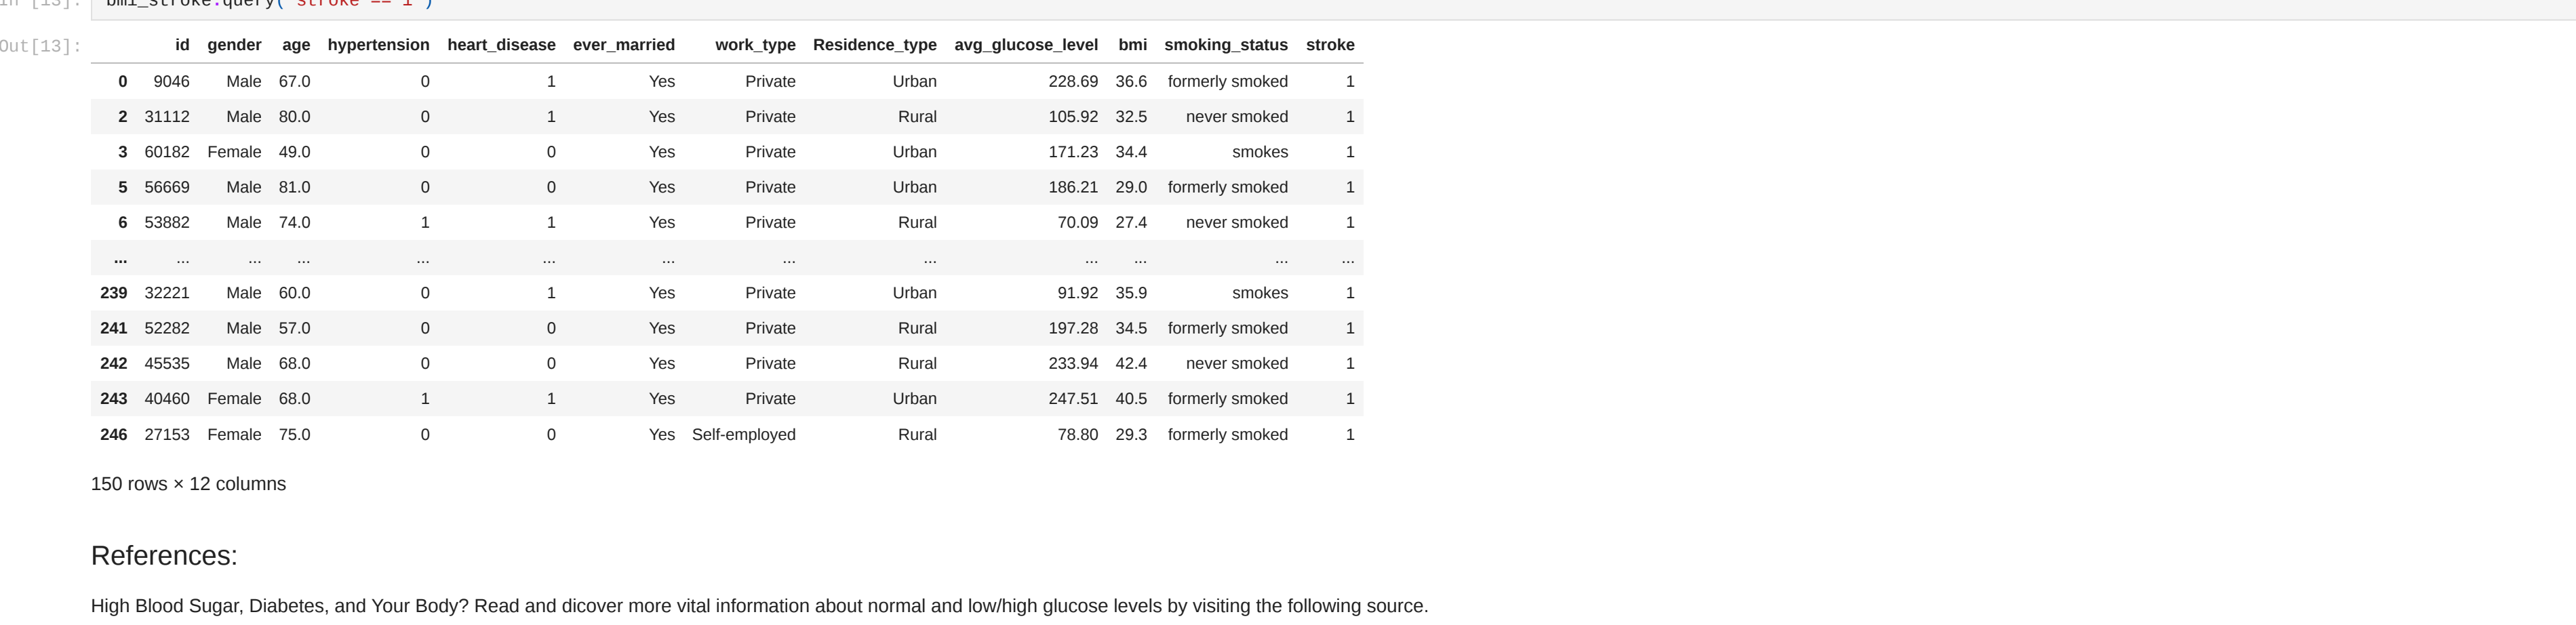 In [13]: bmi_stroke.query('stroke == 1')
Out[13]:
id gender age hypertension heart_disease ever_married work_type Residence_type avg_glucose_level bmi smoking_status stroke
0 9046 Male 67.0 0 1 Yes Private Urban 228.69 36.6 formerly smoked 1
2 31112 Male 80.0 0 1 Yes Private Rural 105.92 32.5 never smoked 1
3 60182 Female 49.0 0 0 Yes Private Urban 171.23 34.4 smokes 1
5 56669 Male 81.0 0 0 Yes Private Urban 186.21 29.0 formerly smoked 1
6 53882 Male 74.0 1 1 Yes Private Rural 70.09 27.4 never smoked 1
... ... ... ... ... ... ... ... ... ... ... ... ...
239 32221 Male 60.0 0 1 Yes Private Urban 91.92 35.9 smokes 1
241 52282 Male 57.0 0 0 Yes Private Rural 197.28 34.5 formerly smoked 1
242 45535 Male 68.0 0 0 Yes Private Rural 233.94 42.4 never smoked 1
243 40460 Female 68.0 1 1 Yes Private Urban 247.51 40.5 formerly smoked 1
246 27153 Female 75.0 0 0 Yes Self-employed Rural 78.80 29.3 formerly smoked 1
150 rows × 12 columns
References:
High Blood Sugar, Diabetes, and Your Body? Read and dicover more vital information about normal and low/high glucose levels by visiting the following source.